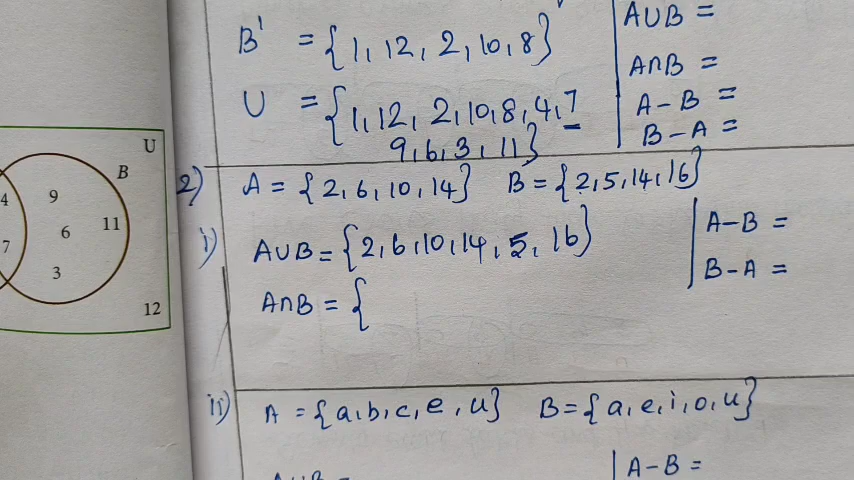 B' = {1, 12, 2, 10, 8}
U = {1, 12, 2, 10, 8, 4, 7
9, 6, 3, 11}
A∪B =
A∩B =
A - B =
B - A =
U
B
4
9
6
11
7
3
12
2) A = {2, 6, 10, 14} B = {2, 5, 14, 16}
i) A∪B = {2, 6, 10, 14, 5, 16}
A∩B = {
A-B =
B-A =
ii) A = {a, b, c, e, u} B = {a, e, i, o, u}
A∪B =
A-B =